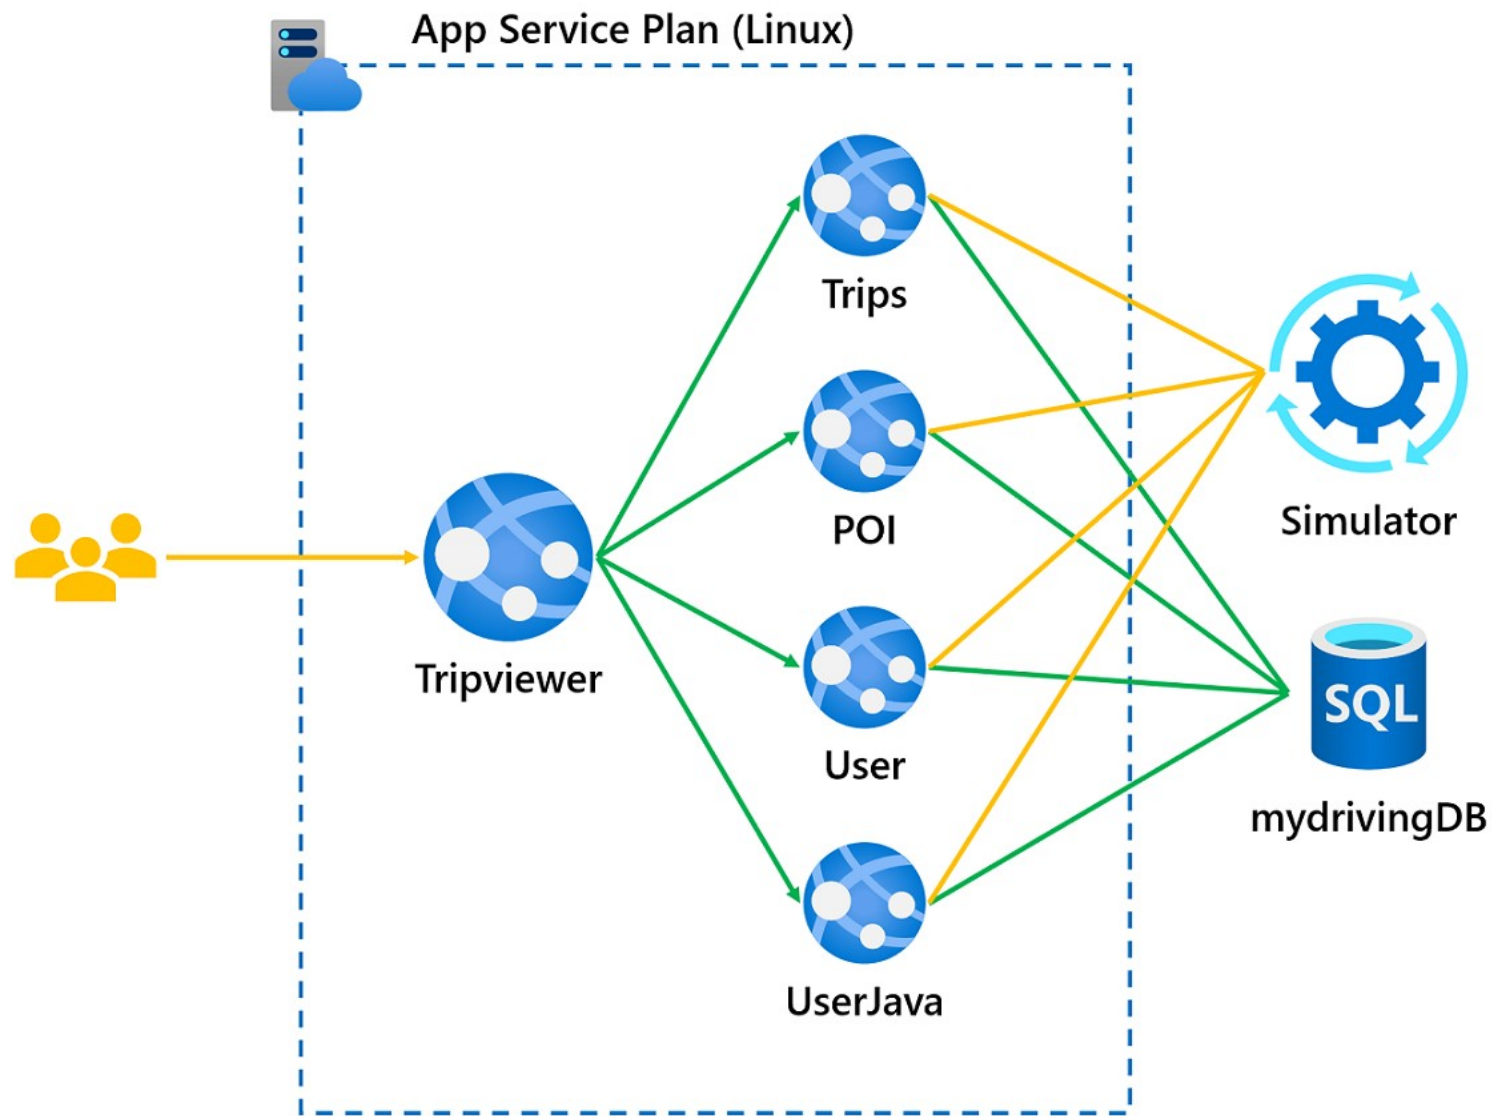 App Service Plan (Linux)
Trips
POI
Simulator
Tripviewer
User
SQL
mydrivingDB
UserJava